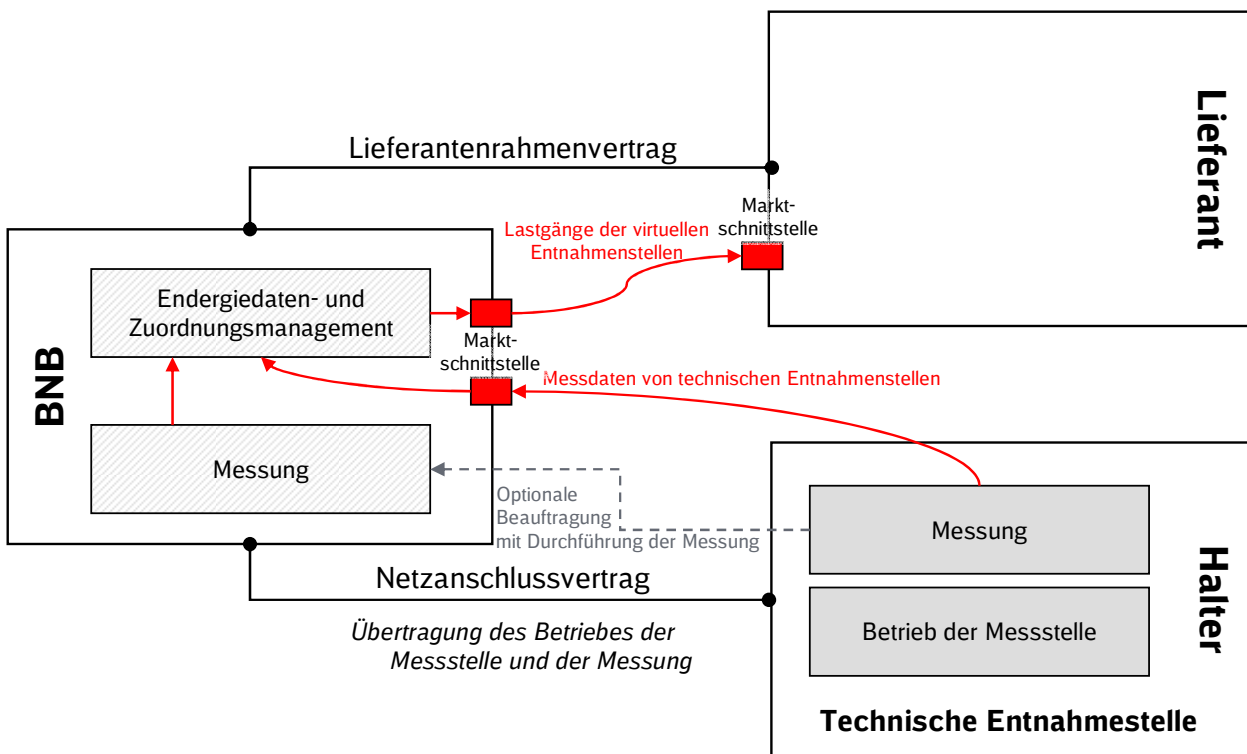 Lieferantenrahmenvertrag
Lieferant
Markt-
schnittstelle
Lastgänge der virtuellen
Entnahmenstellen
BNB
Endergiedaten- und
Zuordnungsmanagement
Markt-
schnittstelle
Messdaten von technischen Entnahmenstellen
Messung
Optionale
Beauftragung
mit Durchführung der Messung
Netzanschlussvertrag
Übertragung des Betriebes der
Messstelle und der Messung
Halter
Messung
Betrieb der Messstelle
Technische Entnahmestelle